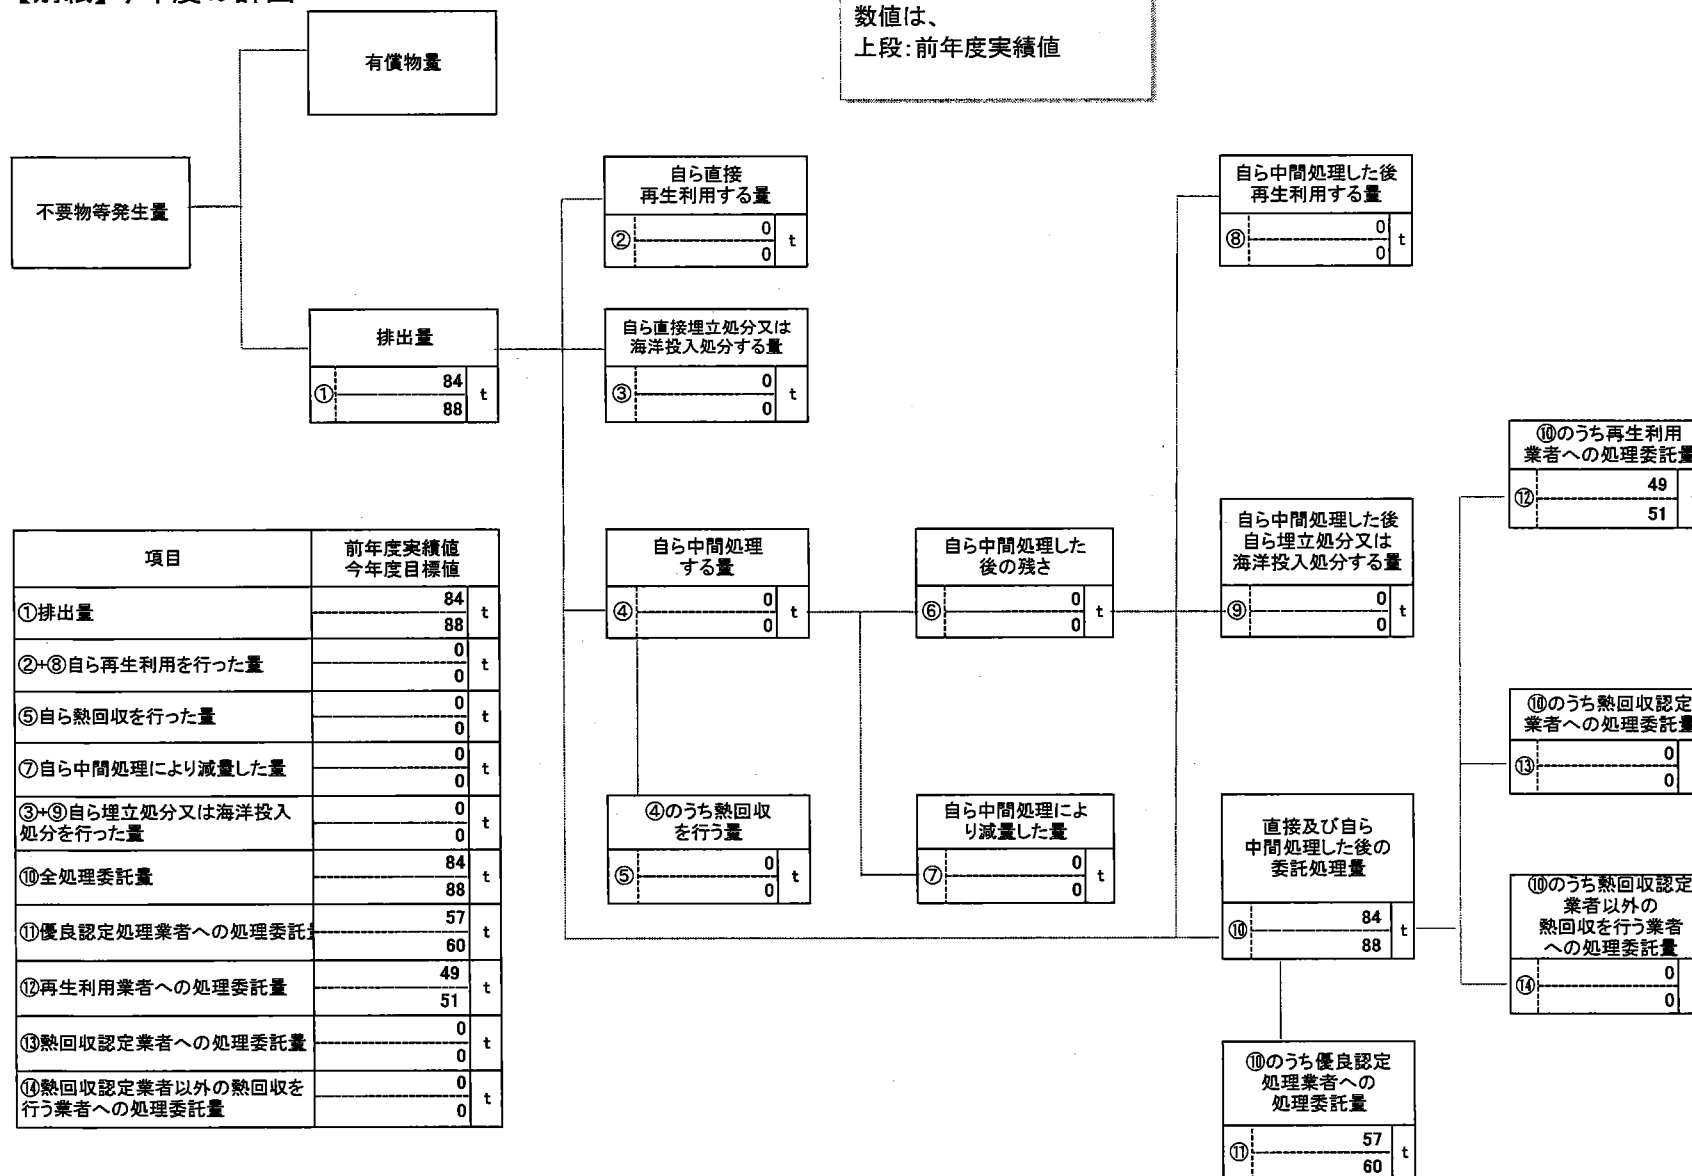 数値は、
上段：前年度実績値
有償物量
不要物等発生量
排出量
①
84
88
t
自ら直接
再生利用する量
②
0
0
t
自ら直接埋立処分又は
海洋投入処分する量
③
0
0
t
自ら中間処理
する量
④
0
0
t
④のうち熱回収
を行う量
⑤
0
0
t
自ら中間処理した
後の残さ
⑥
0
0
t
自ら中間処理によ
り減量した量
⑦
0
0
t
自ら中間処理した後
再生利用する量
⑧
0
0
t
自ら中間処理した後
自ら埋立処分又は
海洋投入処分する量
⑨
0
0
t
直接及び自ら
中間処理した後の
委託処理量
⑩
84
88
t
⑩のうち優良認定
処理業者への
処理委託量
⑪
57
60
t
⑩のうち再生利用
業者への処理委託量
⑫
49
51
⑩のうち熱回収認定
業者への処理委託量
⑬
0
0
⑩のうち熱回収認定
業者以外の
熱回収を行う業者
への処理委託量
⑭
0
0
項目
前年度実績値
今年度目標値
①排出量
84
88
t
②+⑧自ら再生利用を行った量
0
0
t
⑤自ら熱回収を行った量
0
0
t
⑦自ら中間処理により減量した量
0
0
t
③+⑨自ら埋立処分又は海洋投入
処分を行った量
0
0
t
⑩全処理委託量
84
88
t
⑪優良認定処理業者への処理委託量
57
60
t
⑫再生利用業者への処理委託量
49
51
t
⑬熱回収認定業者への処理委託量
0
0
t
⑭熱回収認定業者以外の熱回収を
行う業者への処理委託量
0
0
t